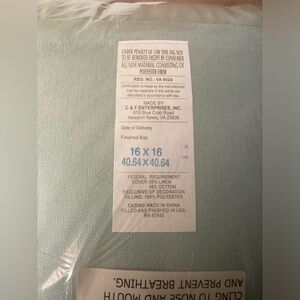 UNDER PENALTY OF LAW THIS TAG NOT
TO BE REMOVED EXCEPT BY CONSUMER
ALL NEW MATERIAL CONSISTING OF
POLYESTER FIBER
REG. NO.: VA 9024
Certification is made by the manufacturer
that the materials in this article are
described in accordance with law.
MADE BY
C & F ENTERPRISES, INC.
819 Blue Crab Road
Newport News, VA 23606
Date of Delivery
Finished Size
16 X 16
40.64 X 40.64
FEDERAL REQUIREMENT
COVER: 55% LINEN
45% COTTON
EXCLUSIVE OF DECORATION
FILLING: 100% POLYESTER
CASING MADE IN CHINA
FILLED AND FINISHED IN USA
RN 67643
CLING TO NOSE AND MOUTH
AND PREVENT BREATHING.